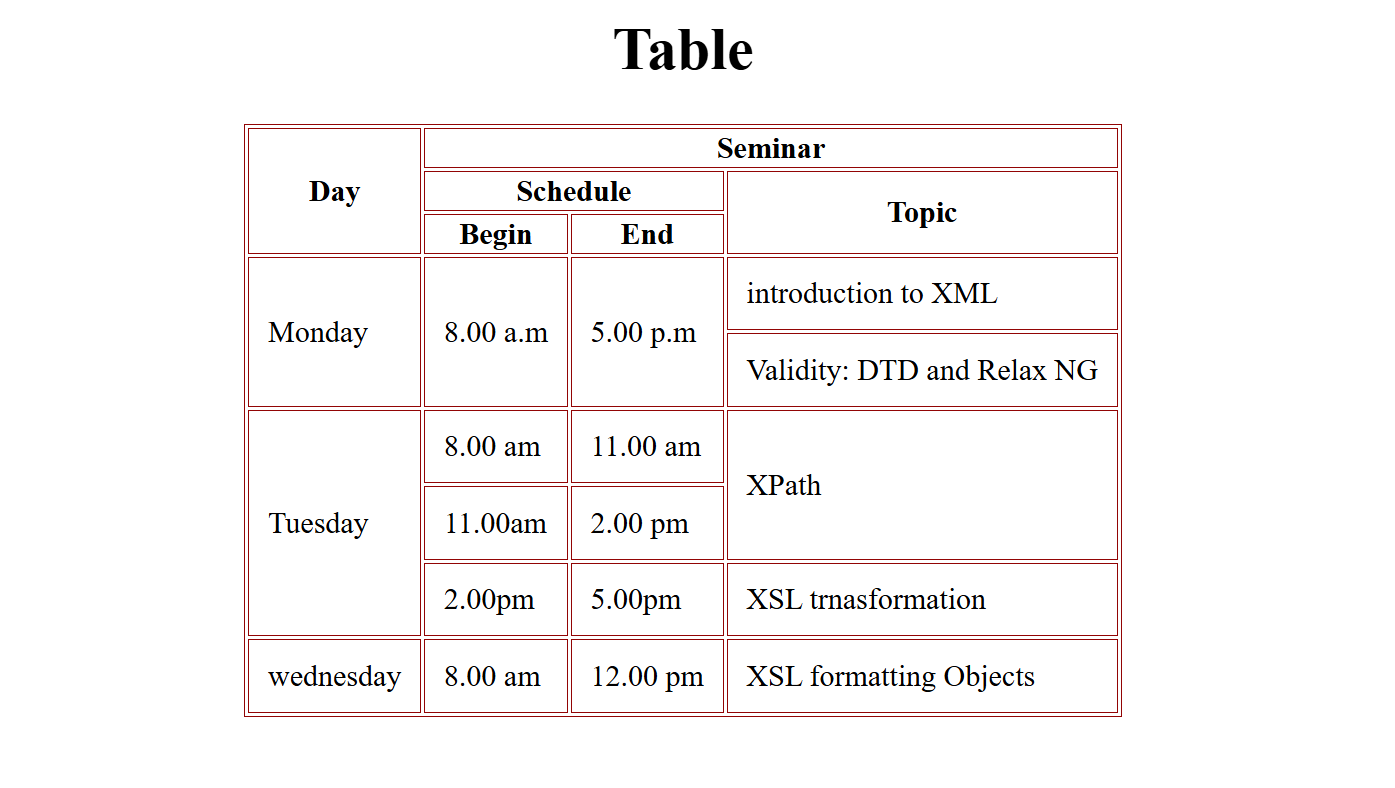 Table
Seminar
Day
Schedule
Topic
Begin End
introduction to XML
Monday 8.00 a.m 5.00 p.m
Validity: DTD and Relax NG
8.00 am 11.00 am
XPath
Tuesday 11.00am 2.00 pm
2.00pm 5.00pm XSL trnasformation
wednesday 8.00 am 12.00 pm XSL formatting Objects